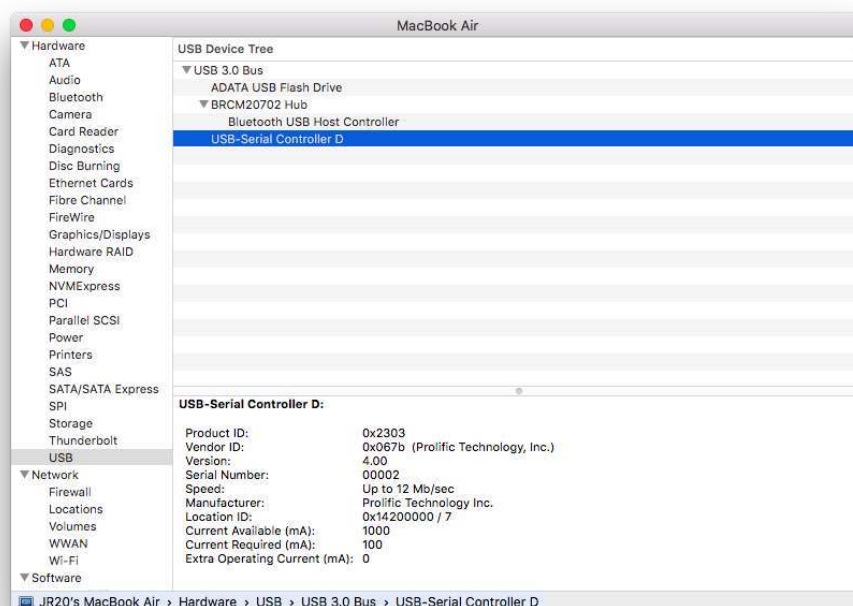 MacBook Air
Hardware
ATA
Audio
Bluetooth
Camera
Card Reader
Diagnostics
Disc Burning
Ethernet Cards
Fibre Channel
FireWire
Graphics/Displays
Hardware RAID
Memory
NVMExpress
PCI
Parallel SCSI
Power
Printers
SAS
SATA/SATA Express
SPI
Storage
Thunderbolt
USB
Network
Firewall
Locations
Volumes
WWAN
Wi-Fi
Software
USB Device Tree
USB 3.0 Bus
ADATA USB Flash Drive
BRCM20702 Hub
Bluetooth USB Host Controller
USB-Serial Controller D
USB-Serial Controller D:
Product ID: 0x2303
Vendor ID: 0x067b (Prolific Technology, Inc.)
Version: 4.00
Serial Number: 00002
Speed: Up to 12 Mb/sec
Manufacturer: Prolific Technology Inc.
Location ID: 0x14200000 / 7
Current Available (mA): 1000
Current Required (mA): 100
Extra Operating Current (mA): 0
JR20's MacBook Air › Hardware › USB › USB 3.0 Bus › USB-Serial Controller D